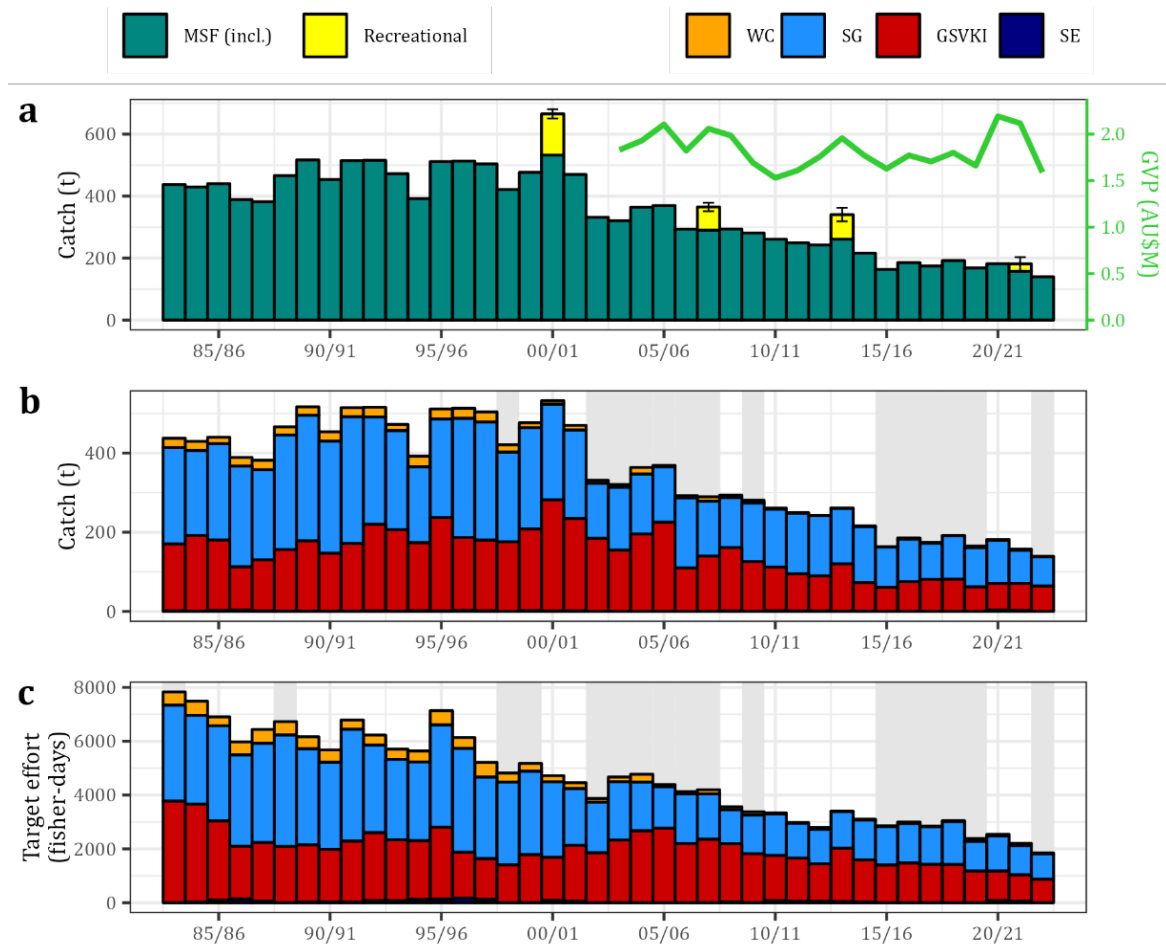 MSF (incl.) Recreational WC SG GSVKI SE
a
600
400
200
0
Catch (t)
2.0
1.5
1.0
0.5
0.0
GVP (AU$M)
85/86 90/91 95/96 00/01 05/06 10/11 15/16 20/21
b
400
200
0
Catch (t)
85/86 90/91 95/96 00/01 05/06 10/11 15/16 20/21
c
8000
6000
4000
2000
0
Target effort
(fisher-days)
85/86 90/91 95/96 00/01 05/06 10/11 15/16 20/21